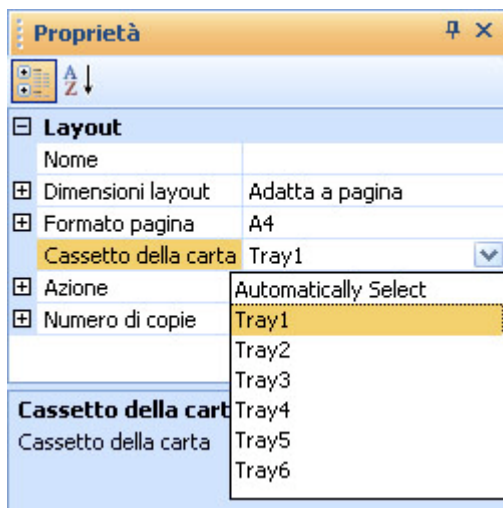 Proprietà
A
Z
Layout
Nome
Dimensioni layout Adatta a pagina
Formato pagina A4
Cassetto della carta Tray1
Azione Automatically Select
Numero di copie Tray1
Tray2
Tray3
Cassetto della cart Tray4
Cassetto della carta Tray5
Tray6